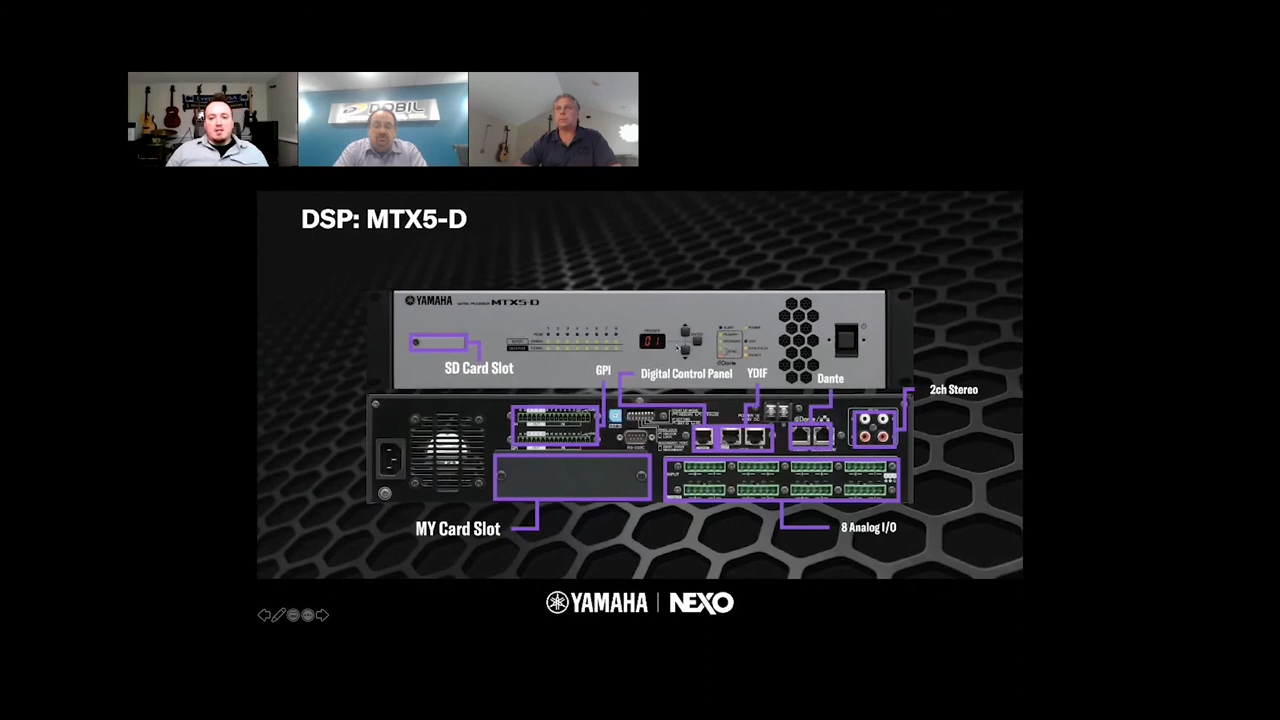 DOBIL
DSP: MTX5-D
YAMAHA MTX5-D
SD Card Slot
GPI
Digital Control Panel
YDIF
Dante
2ch Stereo
MY Card Slot
8 Analog I/O
YAMAHA | NEXO